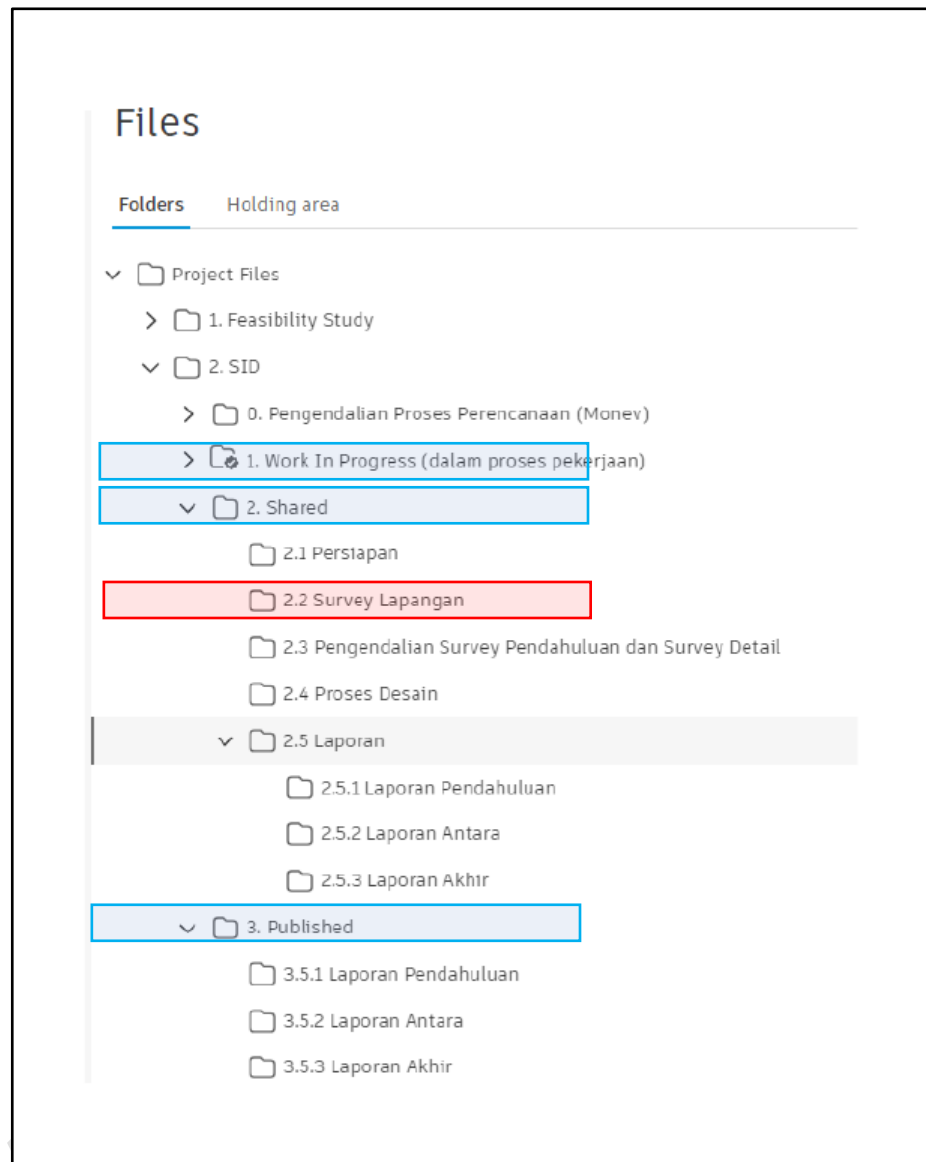 Files
Folders Holding area
Project Files
1. Feasibility Study
2. SID
0. Pengendalian Proses Perencanaan (Monev)
1. Work In Progress (dalam proses pekerjaan)
2. Shared
2.1 Persiapan
2.2 Survey Lapangan
2.3 Pengendalian Survey Pendahuluan dan Survey Detail
2.4 Proses Desain
2.5 Laporan
2.5.1 Laporan Pendahuluan
2.5.2 Laporan Antara
2.5.3 Laporan Akhir
3. Published
3.5.1 Laporan Pendahuluan
3.5.2 Laporan Antara
3.5.3 Laporan Akhir